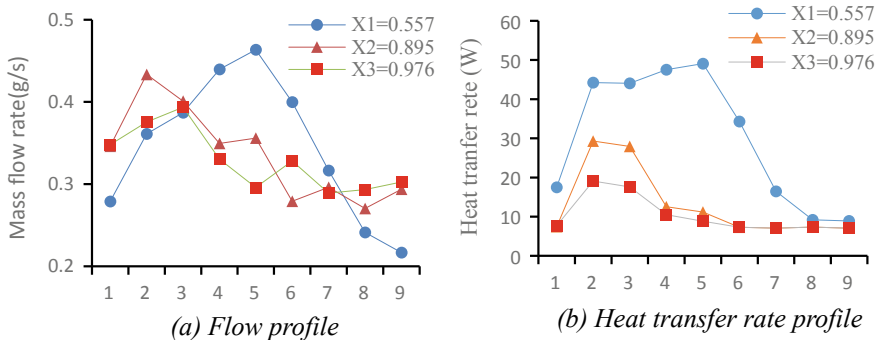 0.5
0.4
0.3
0.2
Mass flow rate(g/s)
X1=0.557
X2=0.895
X3=0.976
1 2 3 4 5 6 7 8 9
(a) Flow profile
60
50
40
30
20
10
0
Heat tranfer rete (W)
X1=0.557
X2=0.895
X3=0.976
1 2 3 4 5 6 7 8 9
(b) Heat transfer rate profile